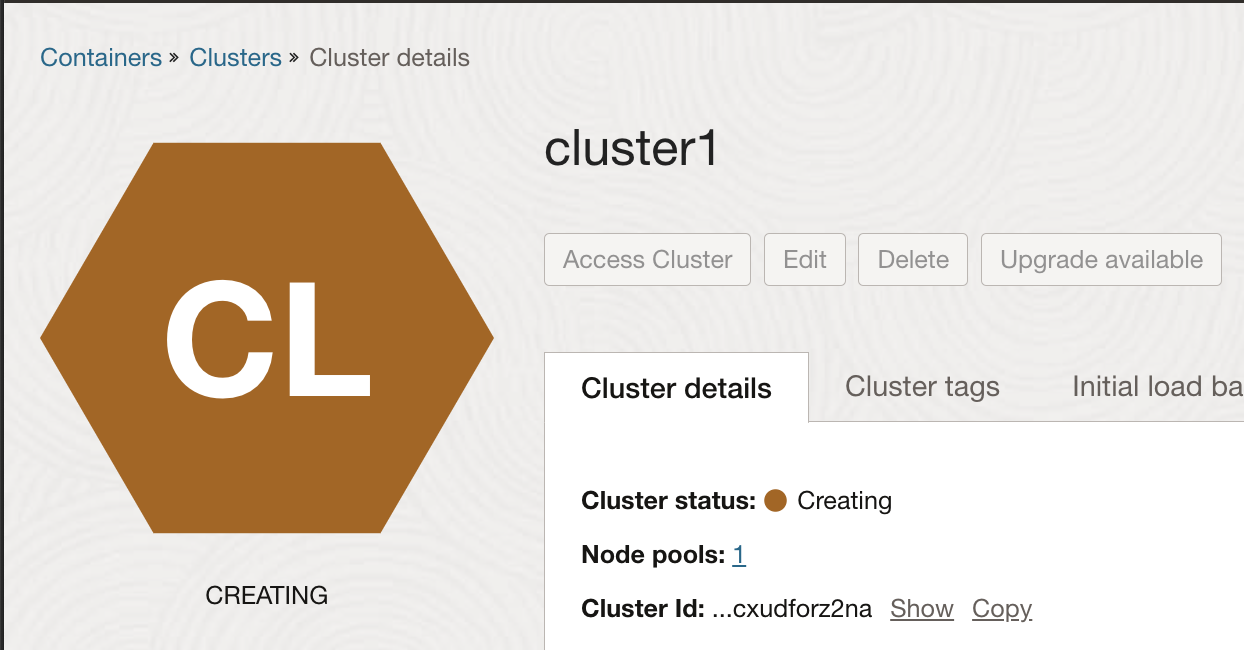 Containers » Clusters » Cluster details
cluster1
CL
Access Cluster Edit Delete Upgrade available
Cluster details Cluster tags Initial load ba
Cluster status: Creating
Node pools: 1
CREATING
Cluster Id: ...cxudforz2na Show Copy